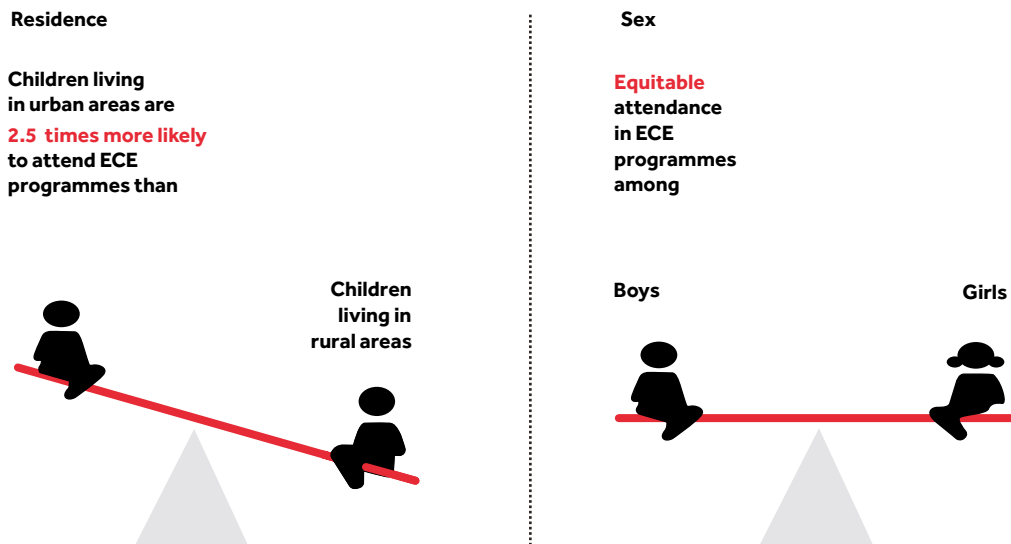 Residence
Children living
in urban areas are
2.5 times more likely
to attend ECE
programmes than
Children
living in
rural areas
Sex
Equitable
attendance
in ECE
programmes
among
Boys
Girls